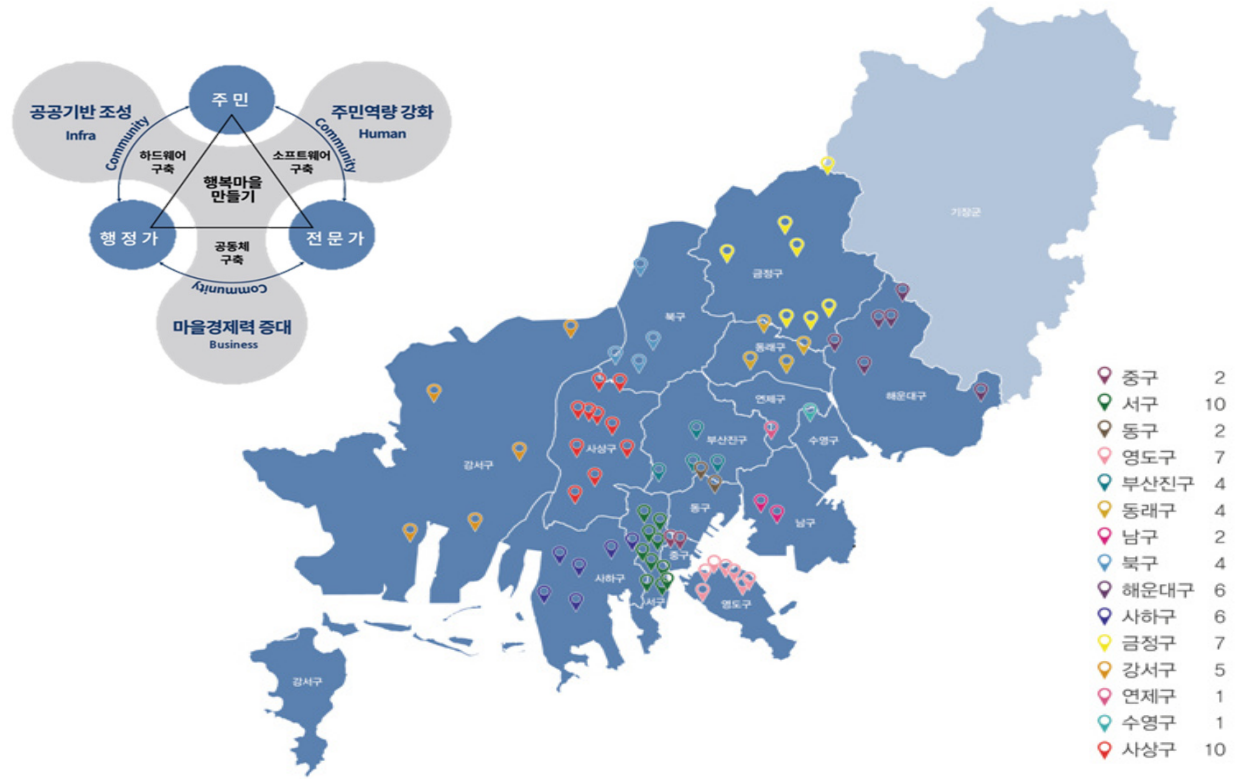 주 민
공공기반 조성
Infra
주민역량 강화
Human
Community
Community
하드웨어
구축
소프트웨어
구축
행복마을
만들기
행 정 가
전 문 가
공동체
구축
Community
마을경제력 증대
Business
기장군
금정구
북구
동래구
연제구
해운대구
수영구
부산진구
사상구
강서구
동구
남구
중구
사하구
서구
영도구
강서구
중구 2
서구 10
동구 2
영도구 7
부산진구 4
동래구 4
남구 2
북구 4
해운대구 6
사하구 6
금정구 7
강서구 5
연제구 1
수영구 1
사상구 10